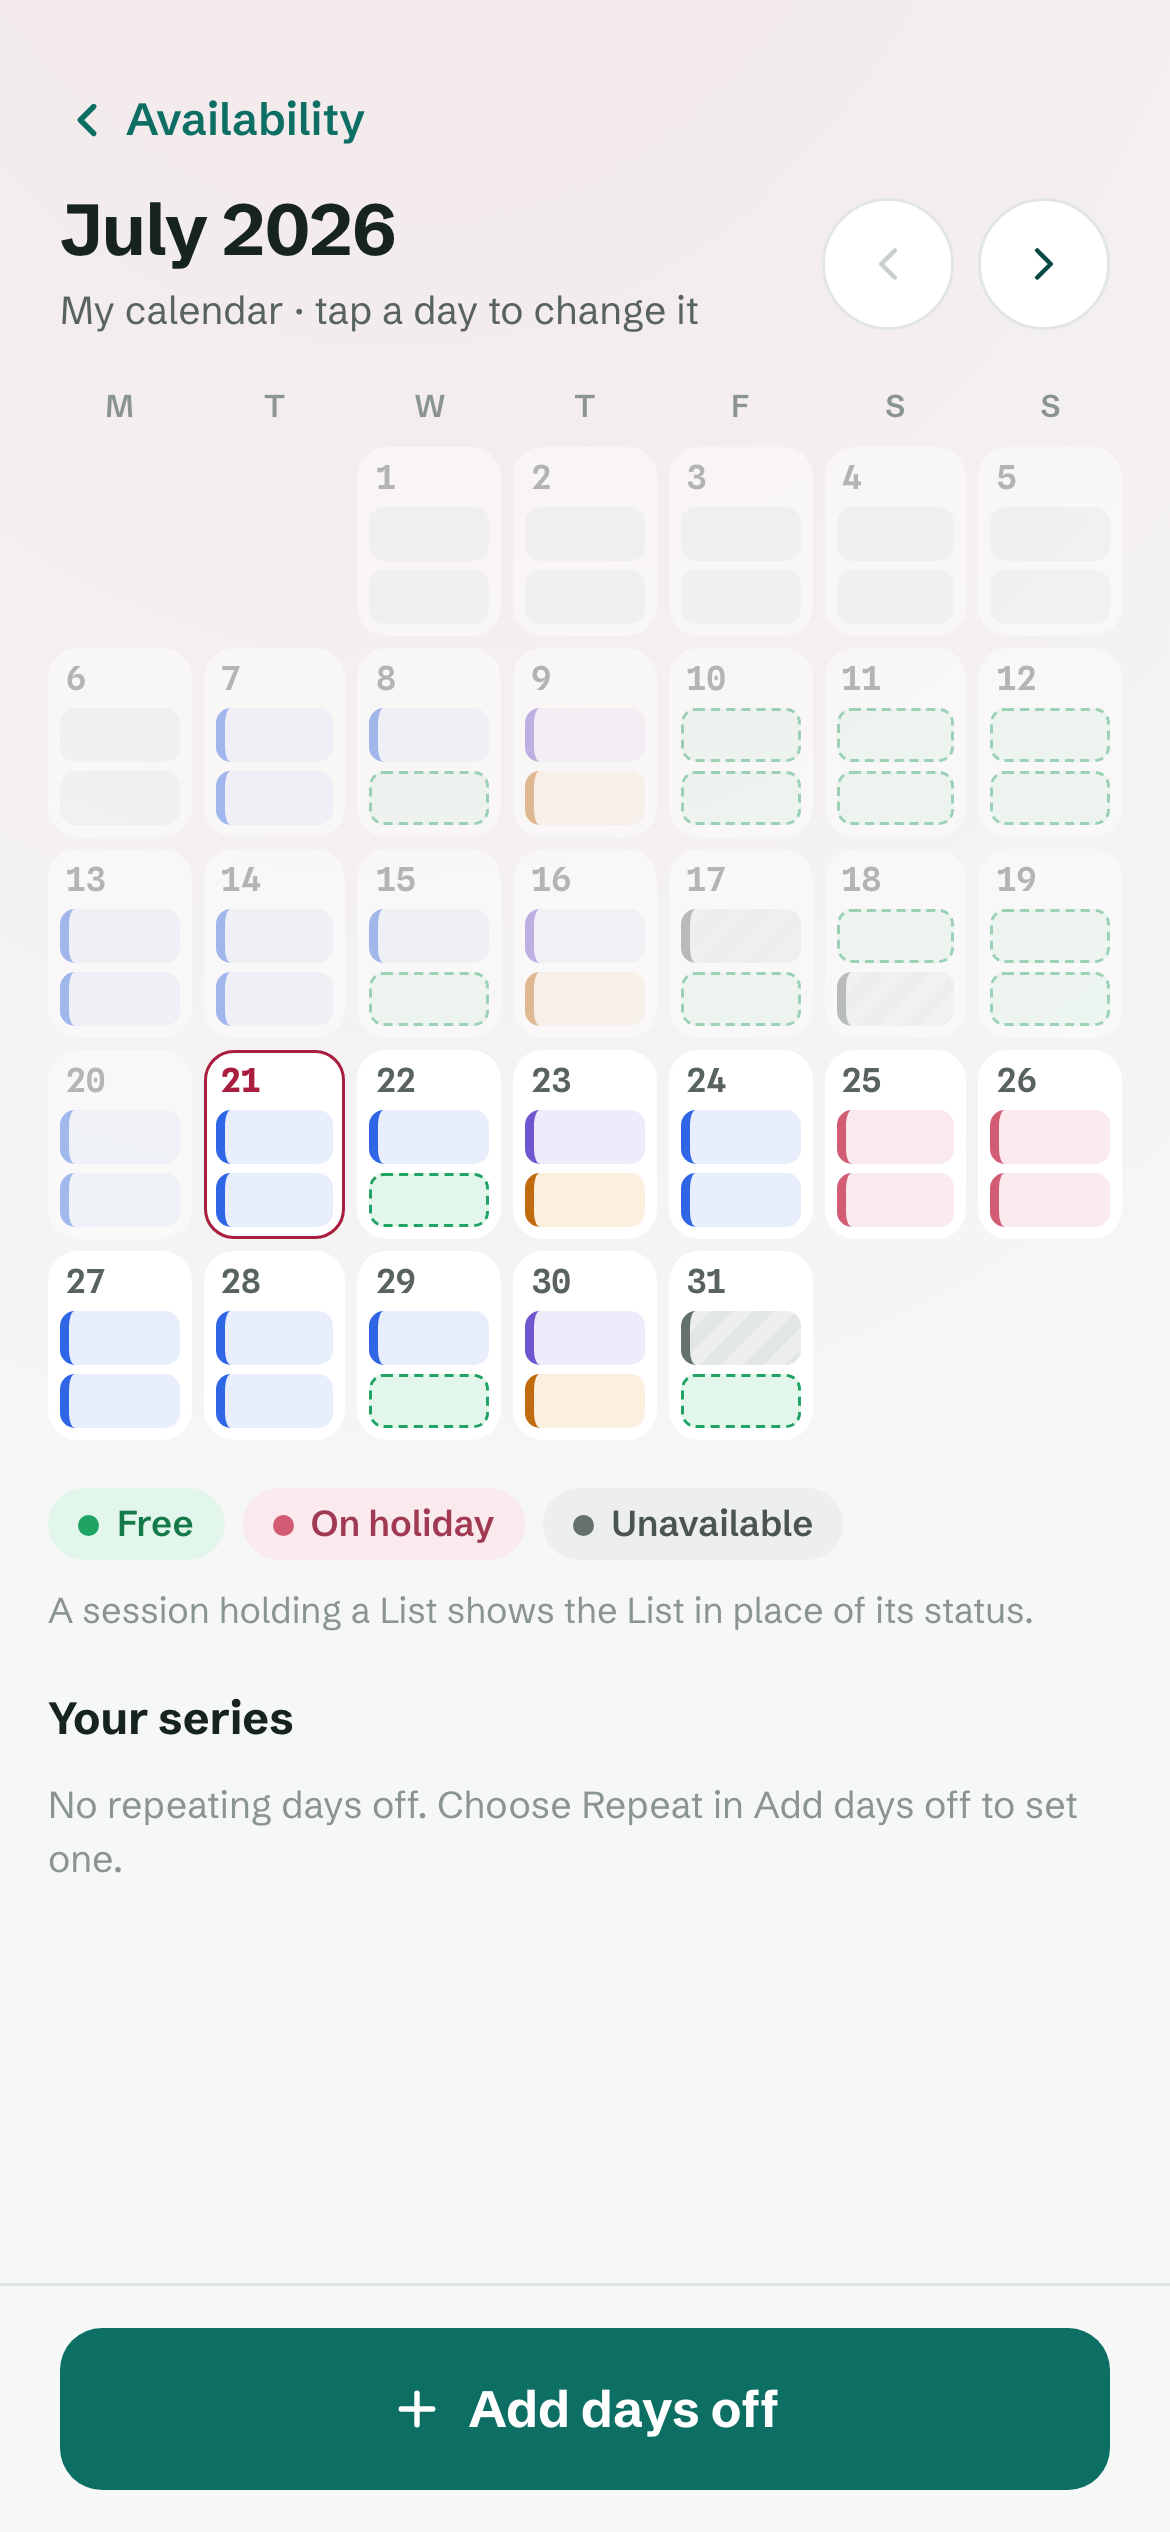 Availability
July 2026
My calendar · tap a day to change it
M T W T F S S
1 2 3 4 5
6 7 8 9 10 11 12
13 14 15 16 17 18 19
20 21 22 23 24 25 26
27 28 29 30 31
Free On holiday Unavailable
A session holding a List shows the List in place of its status.
Your series
No repeating days off. Choose Repeat in Add days off to set
one.
Add days off